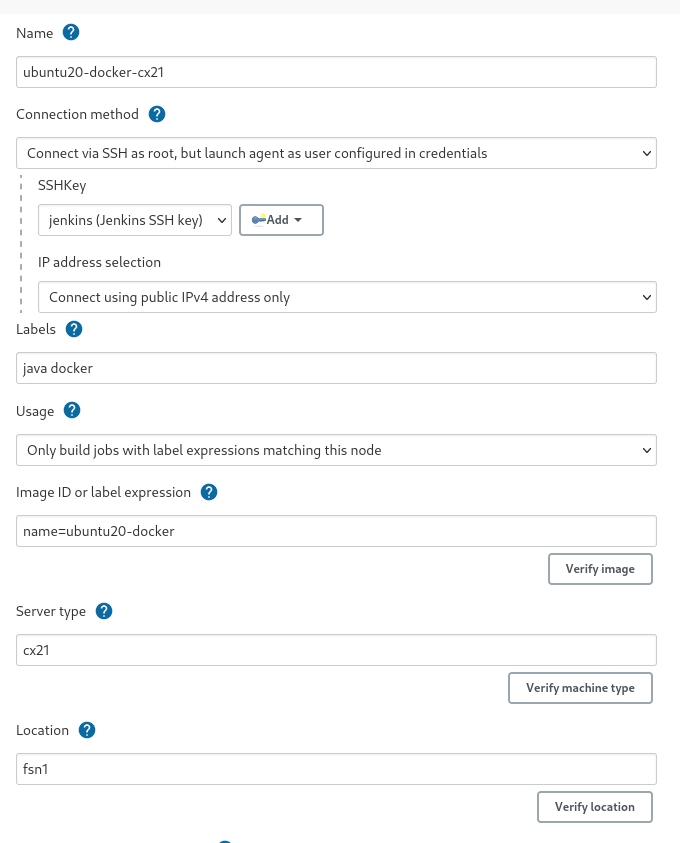 Name ?
ubuntu20-docker-cx21
Connection method ?
Connect via SSH as root, but launch agent as user configured in credentials
SSHKey
jenkins (Jenkins SSH key) Add
IP address selection
Connect using public IPv4 address only
Labels ?
java docker
Usage ?
Only build jobs with label expressions matching this node
Image ID or label expression ?
name=ubuntu20-docker
Verify image
Server type ?
cx21
Verify machine type
Location ?
fsn1
Verify location